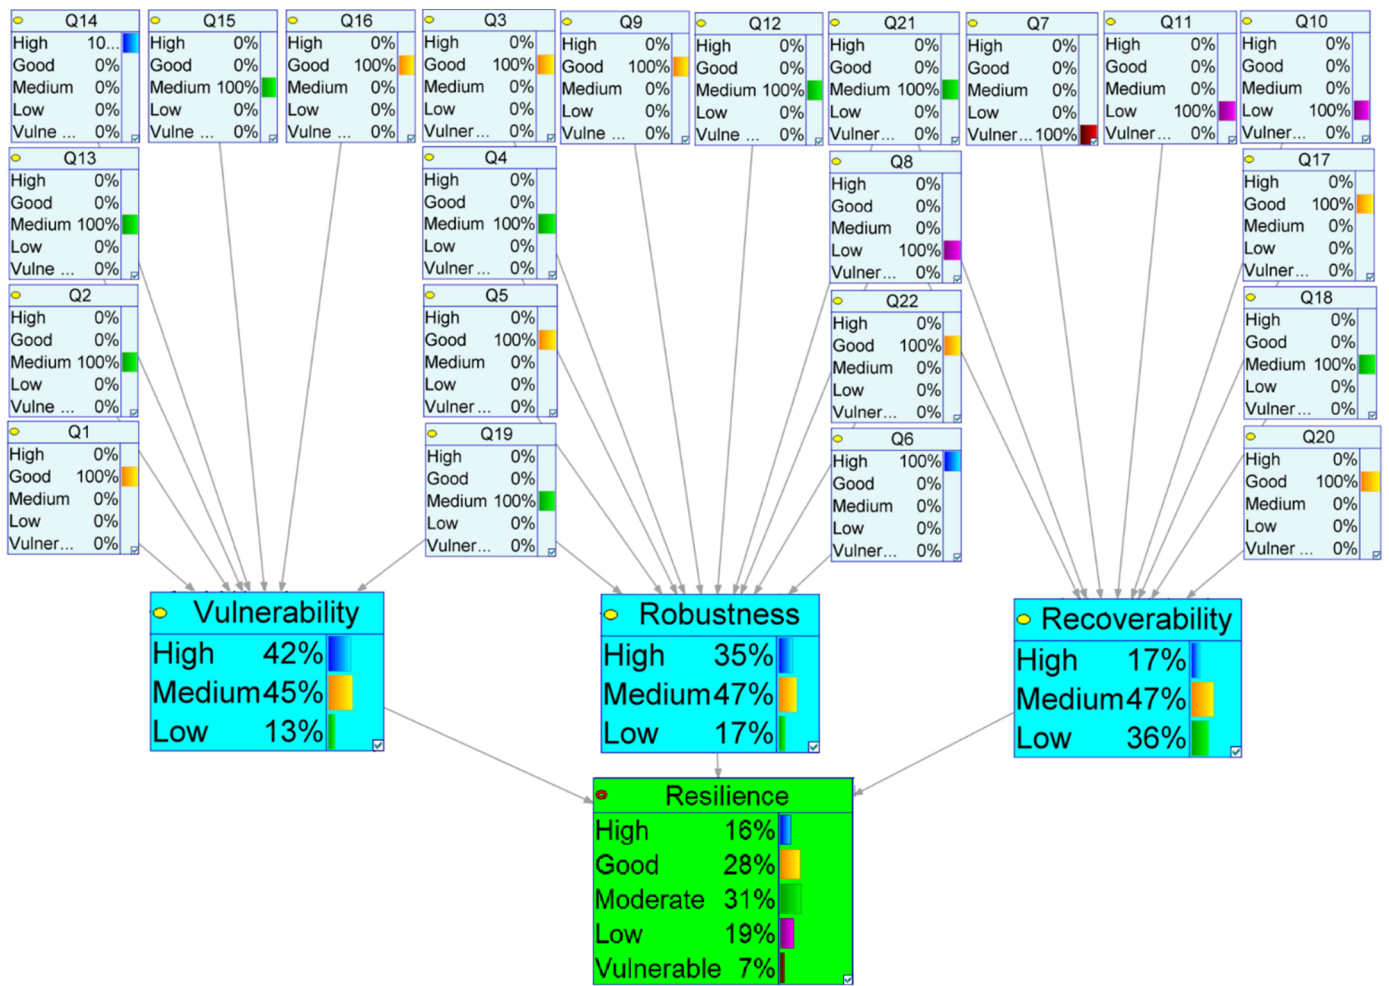 Q14
High 10...
Good 0%
Medium 0%
Low 0%
Vulne ... 0%
Q15
High 0%
Good 0%
Medium 100%
Low 0%
Vulne ... 0%
Q16
High 0%
Good 100%
Medium 0%
Low 0%
Vulne ... 0%
Q3
High 0%
Good 100%
Medium 0%
Low 0%
Vulner... 0%
Q9
High 0%
Good 100%
Medium 0%
Low 0%
Vulne ... 0%
Q12
High 0%
Good 0%
Medium 100%
Low 0%
Vulne ... 0%
Q21
High 0%
Good 0%
Medium 100%
Low 0%
Vulner... 0%
Q7
High 0%
Good 0%
Medium 0%
Low 0%
Vulner... 100%
Q11
High 0%
Good 0%
Medium 0%
Low 100%
Vulner... 0%
Q10
High 0%
Good 0%
Medium 0%
Low 100%
Vulner... 0%
Q13
High 0%
Good 0%
Medium 100%
Low 0%
Vulne ... 0%
Q4
High 0%
Good 0%
Medium 100%
Low 0%
Vulner ... 0%
Q8
High 0%
Good 0%
Medium 0%
Low 100%
Vulner... 0%
Q17
High 0%
Good 100%
Medium 0%
Low 0%
Vulner... 0%
Q2
High 0%
Good 0%
Medium 100%
Low 0%
Vulne ... 0%
Q5
High 0%
Good 100%
Medium 0%
Low 0%
Vulner... 0%
Q22
High 0%
Good 100%
Medium 0%
Low 0%
Vulner... 0%
Q18
High 0%
Good 0%
Medium 100%
Low 0%
Vulner... 0%
Q1
High 0%
Good 100%
Medium 0%
Low 0%
Vulner... 0%
Q19
High 0%
Good 0%
Medium 100%
Low 0%
Vulner... 0%
Q6
High 100%
Good 0%
Medium 0%
Low 0%
Vulner... 0%
Q20
High 0%
Good 100%
Medium 0%
Low 0%
Vulner ... 0%
Vulnerability
High 42%
Medium 45%
Low 13%
Robustness
High 35%
Medium 47%
Low 17%
Recoverability
High 17%
Medium 47%
Low 36%
Resilience
High 16%
Good 28%
Moderate 31%
Low 19%
Vulnerable 7%